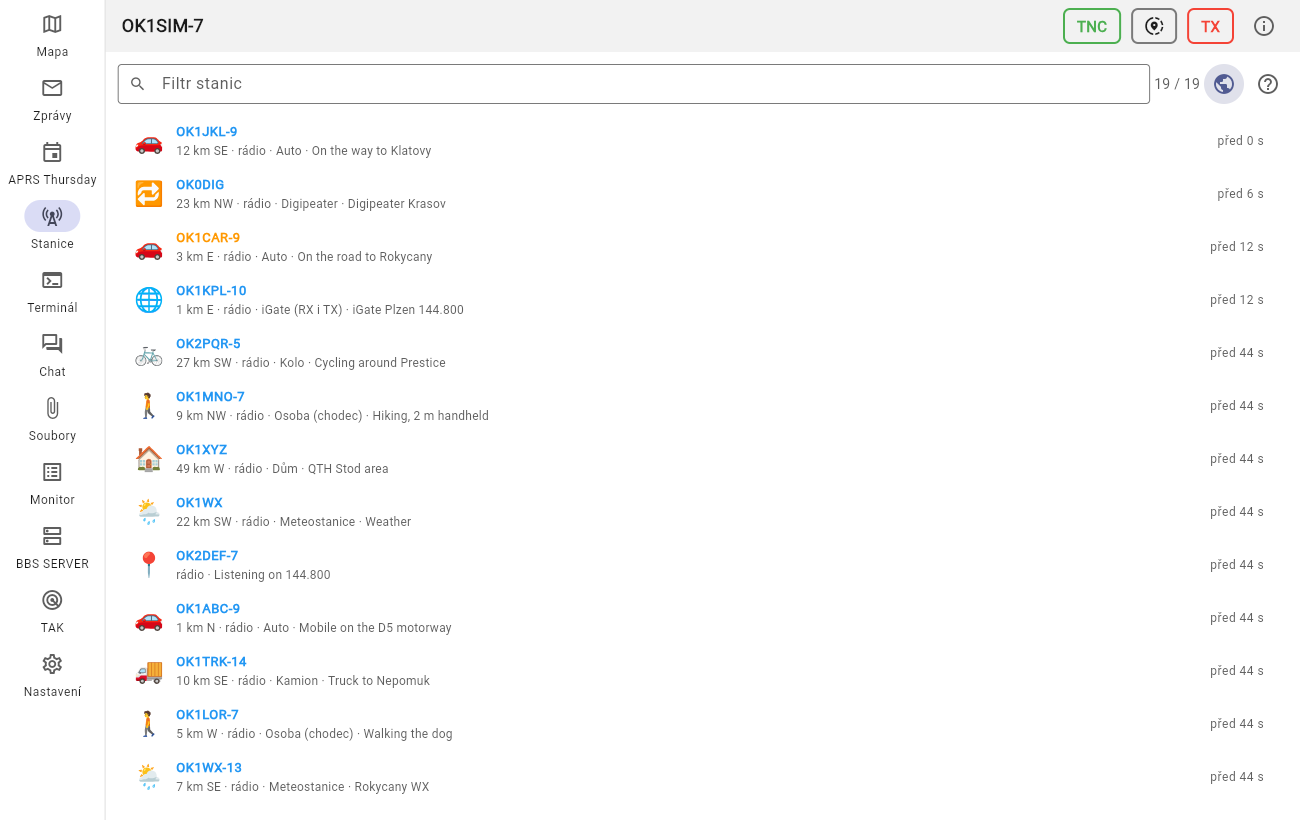 OK1SIM-7
TNC
TX
Mapa
Zprávy
APRS Thursday
Stanice
Terminál
Chat
Soubory
Monitor
BBS SERVER
TAK
Nastavení
Filtr stanic
19 / 19
OK1JKL-9
12 km SE · rádio · Auto · On the way to Klatovy
před 0 s
OK0DIG
23 km NW · rádio · Digipeater · Digipeater Krasov
před 6 s
OK1CAR-9
3 km E · rádio · Auto · On the road to Rokycany
před 12 s
OK1KPL-10
1 km E · rádio · iGate (RX i TX) · iGate Plzen 144.800
před 12 s
OK2PQR-5
27 km SW · rádio · Kolo · Cycling around Prestice
před 44 s
OK1MNO-7
9 km NW · rádio · Osoba (chodec) · Hiking, 2 m handheld
před 44 s
OK1XYZ
49 km W · rádio · Dům · QTH Stod area
před 44 s
OK1WX
22 km SW · rádio · Meteostanice · Weather
před 44 s
OK2DEF-7
rádio · Listening on 144.800
před 44 s
OK1ABC-9
1 km N · rádio · Auto · Mobile on the D5 motorway
před 44 s
OK1TRK-14
10 km SE · rádio · Kamion · Truck to Nepomuk
před 44 s
OK1LOR-7
5 km W · rádio · Osoba (chodec) · Walking the dog
před 44 s
OK1WX-13
7 km SE · rádio · Meteostanice · Rokycany WX
před 44 s